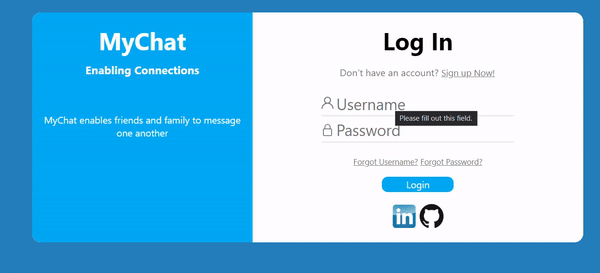 MyChat
Enabling Connections
MyChat enables friends and family to message
one another
Log In
Don't have an account? Sign up Now!
Username
Please fill out this field.
Password
Forgot Username? Forgot Password?
Login
in